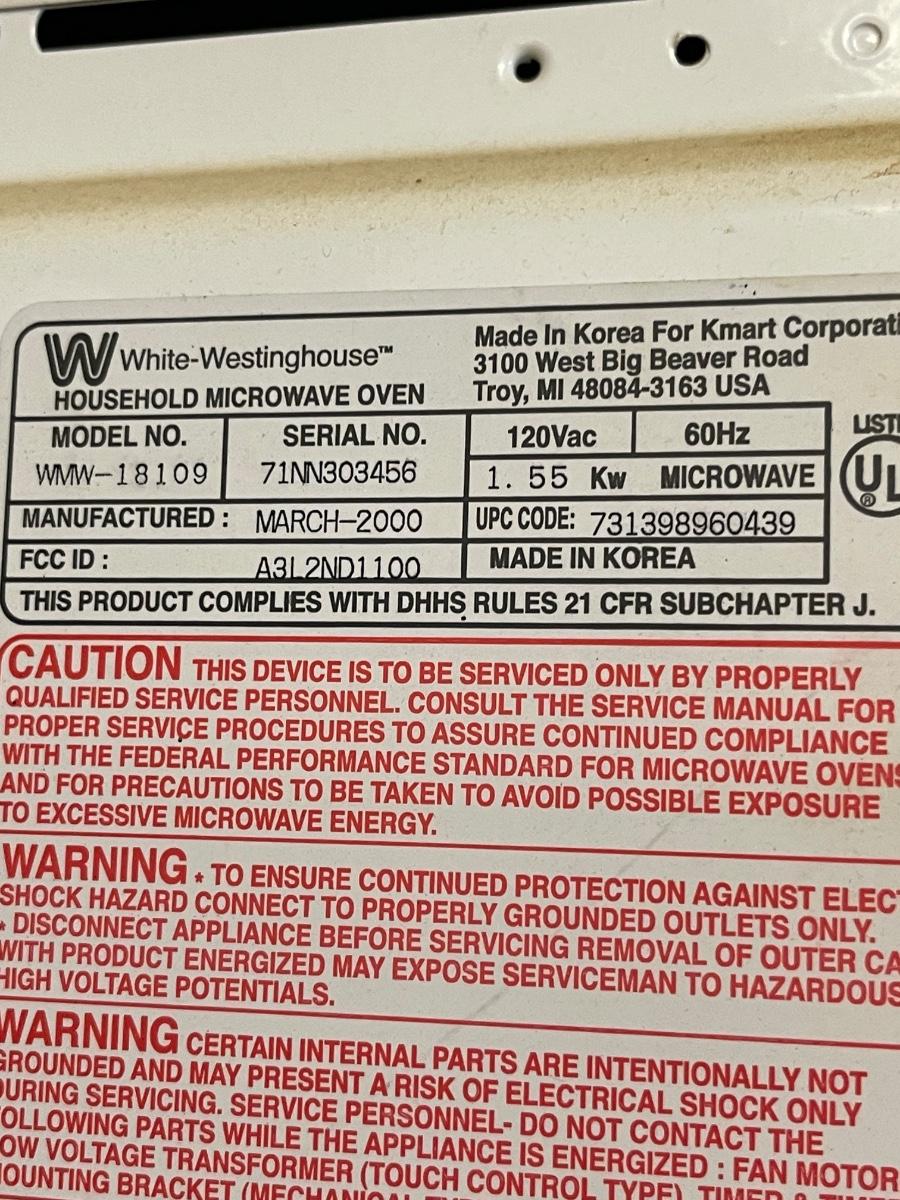 White-Westinghouse™
HOUSEHOLD MICROWAVE OVEN
Made In Korea For Kmart Corporati
3100 West Big Beaver Road
Troy, MI 48084-3163 USA
MODEL NO. SERIAL NO. 120Vac 60Hz
WMW-18109 71NN303456 1.55 Kw MICROWAVE
MANUFACTURED : MARCH-2000 UPC CODE: 731398960439
FCC ID : A3L2ND1100 MADE IN KOREA
LISTE
UL
®
THIS PRODUCT COMPLIES WITH DHHS RULES 21 CFR SUBCHAPTER J.
CAUTION THIS DEVICE IS TO BE SERVICED ONLY BY PROPERLY
QUALIFIED SERVICE PERSONNEL. CONSULT THE SERVICE MANUAL FOR
PROPER SERVICE PROCEDURES TO ASSURE CONTINUED COMPLIANCE
WITH THE FEDERAL PERFORMANCE STANDARD FOR MICROWAVE OVENS
AND FOR PRECAUTIONS TO BE TAKEN TO AVOID POSSIBLE EXPOSURE
TO EXCESSIVE MICROWAVE ENERGY.
WARNING * TO ENSURE CONTINUED PROTECTION AGAINST ELECT
SHOCK HAZARD CONNECT TO PROPERLY GROUNDED OUTLETS ONLY.
* DISCONNECT APPLIANCE BEFORE SERVICING REMOVAL OF OUTER CA
WITH PRODUCT ENERGIZED MAY EXPOSE SERVICEMAN TO HAZARDOUS
HIGH VOLTAGE POTENTIALS.
WARNING CERTAIN INTERNAL PARTS ARE INTENTIONALLY NOT
GROUNDED AND MAY PRESENT A RISK OF ELECTRICAL SHOCK ONLY
DURING SERVICING. SERVICE PERSONNEL- DO NOT CONTACT THE
OLLOWING PARTS WHILE THE APPLIANCE IS ENERGIZED : FAN MOTOR
OW VOLTAGE TRANSFORMER (TOUCH CONTROL TYPE), TIMER
OUNTING BRACKET (MECHANICAL